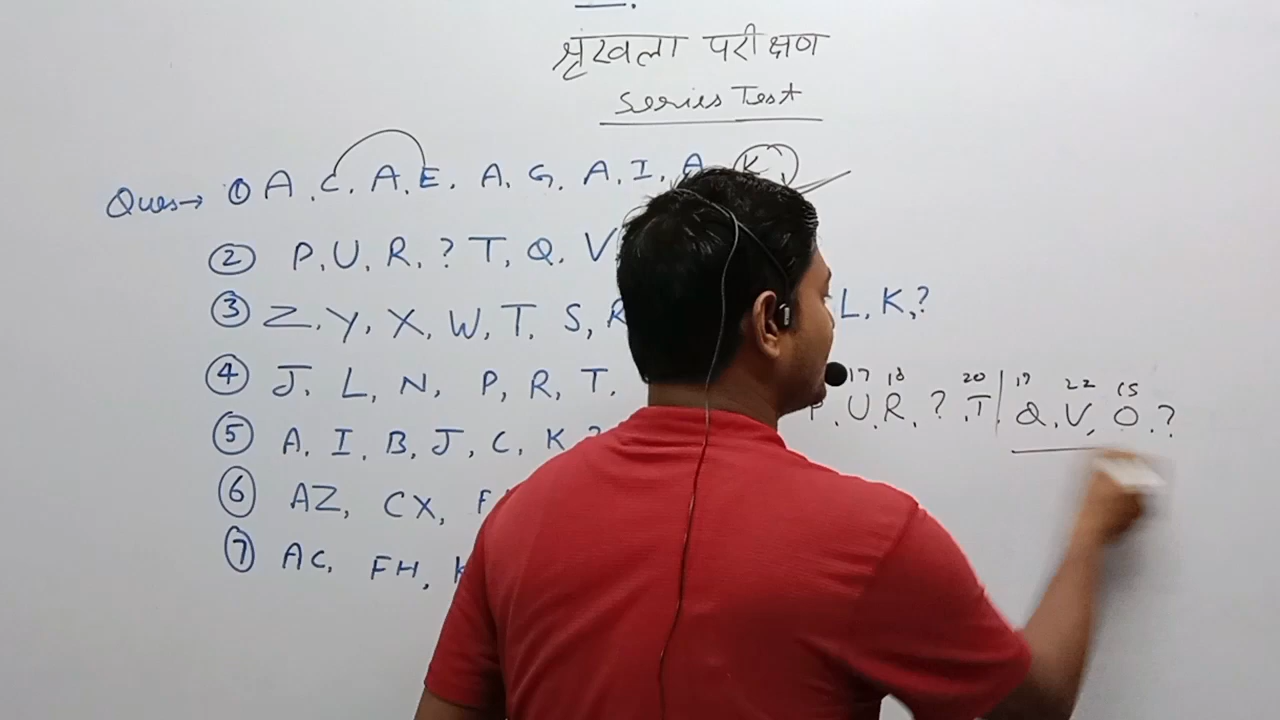 श्रृखला परीक्षण
Series Test
Ques→ ① A, C, A, E, A, G, A, I, A, K,
② P, U, R, ? T, Q, V
③ Z, Y, X, W, T, S, R L, K, ?
④ J, L, N, P, R, T,
17 18 20 17 22 15
P, U, R, ? , T | Q, V, O, ?
⑤ A, I, B, J, C, K ?
⑥ AZ, CX, F
⑦ AC, FH, K